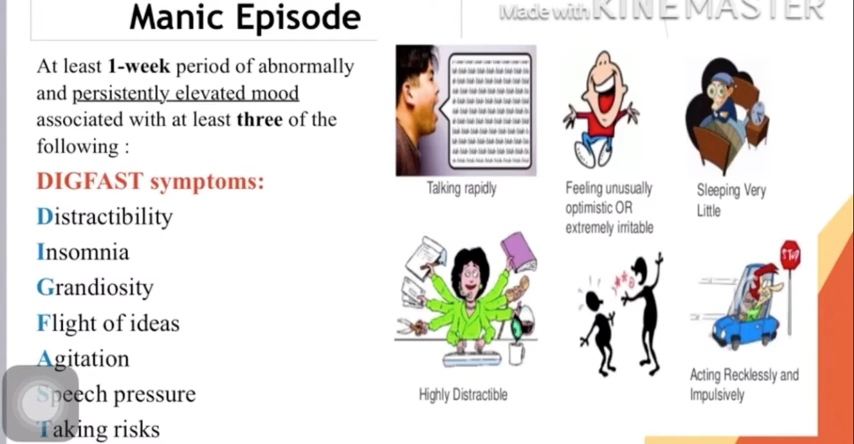 Manic Episode
Made with KINEMASTER
At least 1-week period of abnormally
and persistently elevated mood
associated with at least three of the
following :
DIGFAST symptoms:
Distractibility
Insomnia
Grandiosity
Flight of ideas
Agitation
Speech pressure
Taking risks
Talking rapidly
Feeling unusually
optimistic OR
extremely irritable
Sleeping Very
Little
Highly Distractible
STOP
Acting Recklessly and
Impulsively